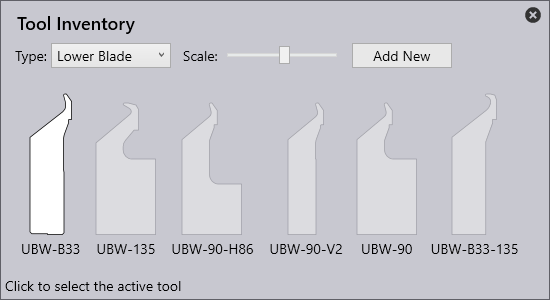 Tool Inventory
Type: Lower Blade Scale: Add New
UBW-B33 UBW-135 UBW-90-H86 UBW-90-V2 UBW-90 UBW-B33-135
Click to select the active tool